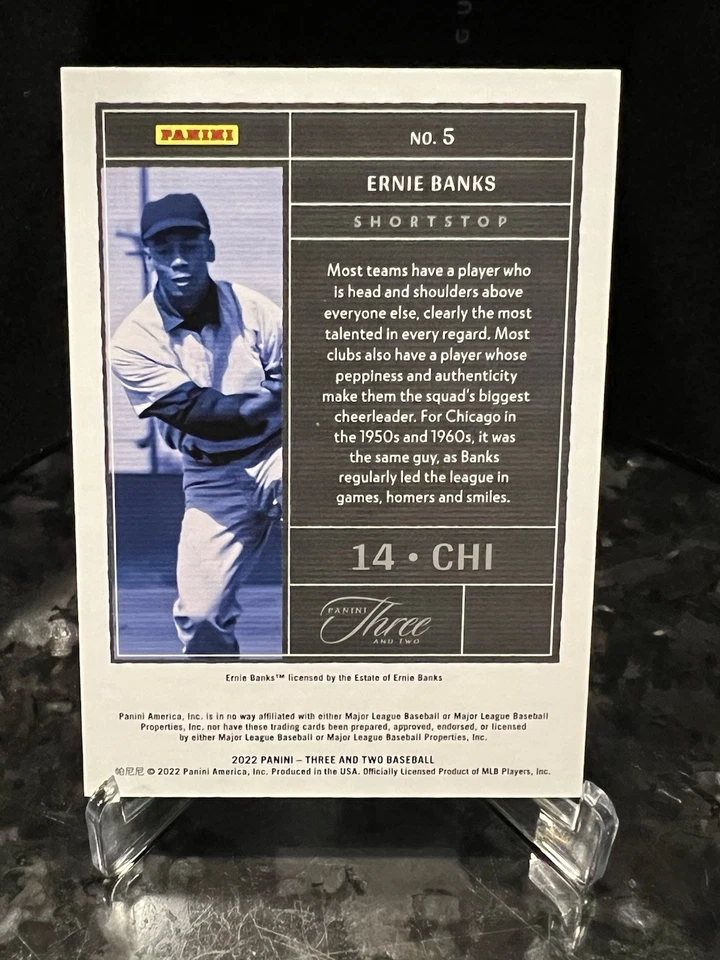 PANINI
NO. 5
ERNIE BANKS
SHORTSTOP
Most teams have a player who
is head and shoulders above
everyone else, clearly the most
talented in every regard. Most
clubs also have a player whose
peppiness and authenticity
make them the squad's biggest
cheerleader. For Chicago in
the 1950s and 1960s, it was
the same guy, as Banks
regularly led the league in
games, homers and smiles.
14 • CHI
PANINI
Three
AND TWO
Ernie Banks™ licensed by the Estate of Ernie Banks
Panini America, Inc. is in no way affiliated with either Major League Baseball or Major League Baseball
Properties, Inc. nor have these trading cards been prepared, approved, endorsed, or licensed
by either Major League Baseball or Major League Baseball Properties, Inc.
2022 PANINI – THREE AND TWO BASEBALL
帕尼尼 © 2022 Panini America, Inc. Produced in the USA. Officially Licensed Product of MLB Players, Inc.